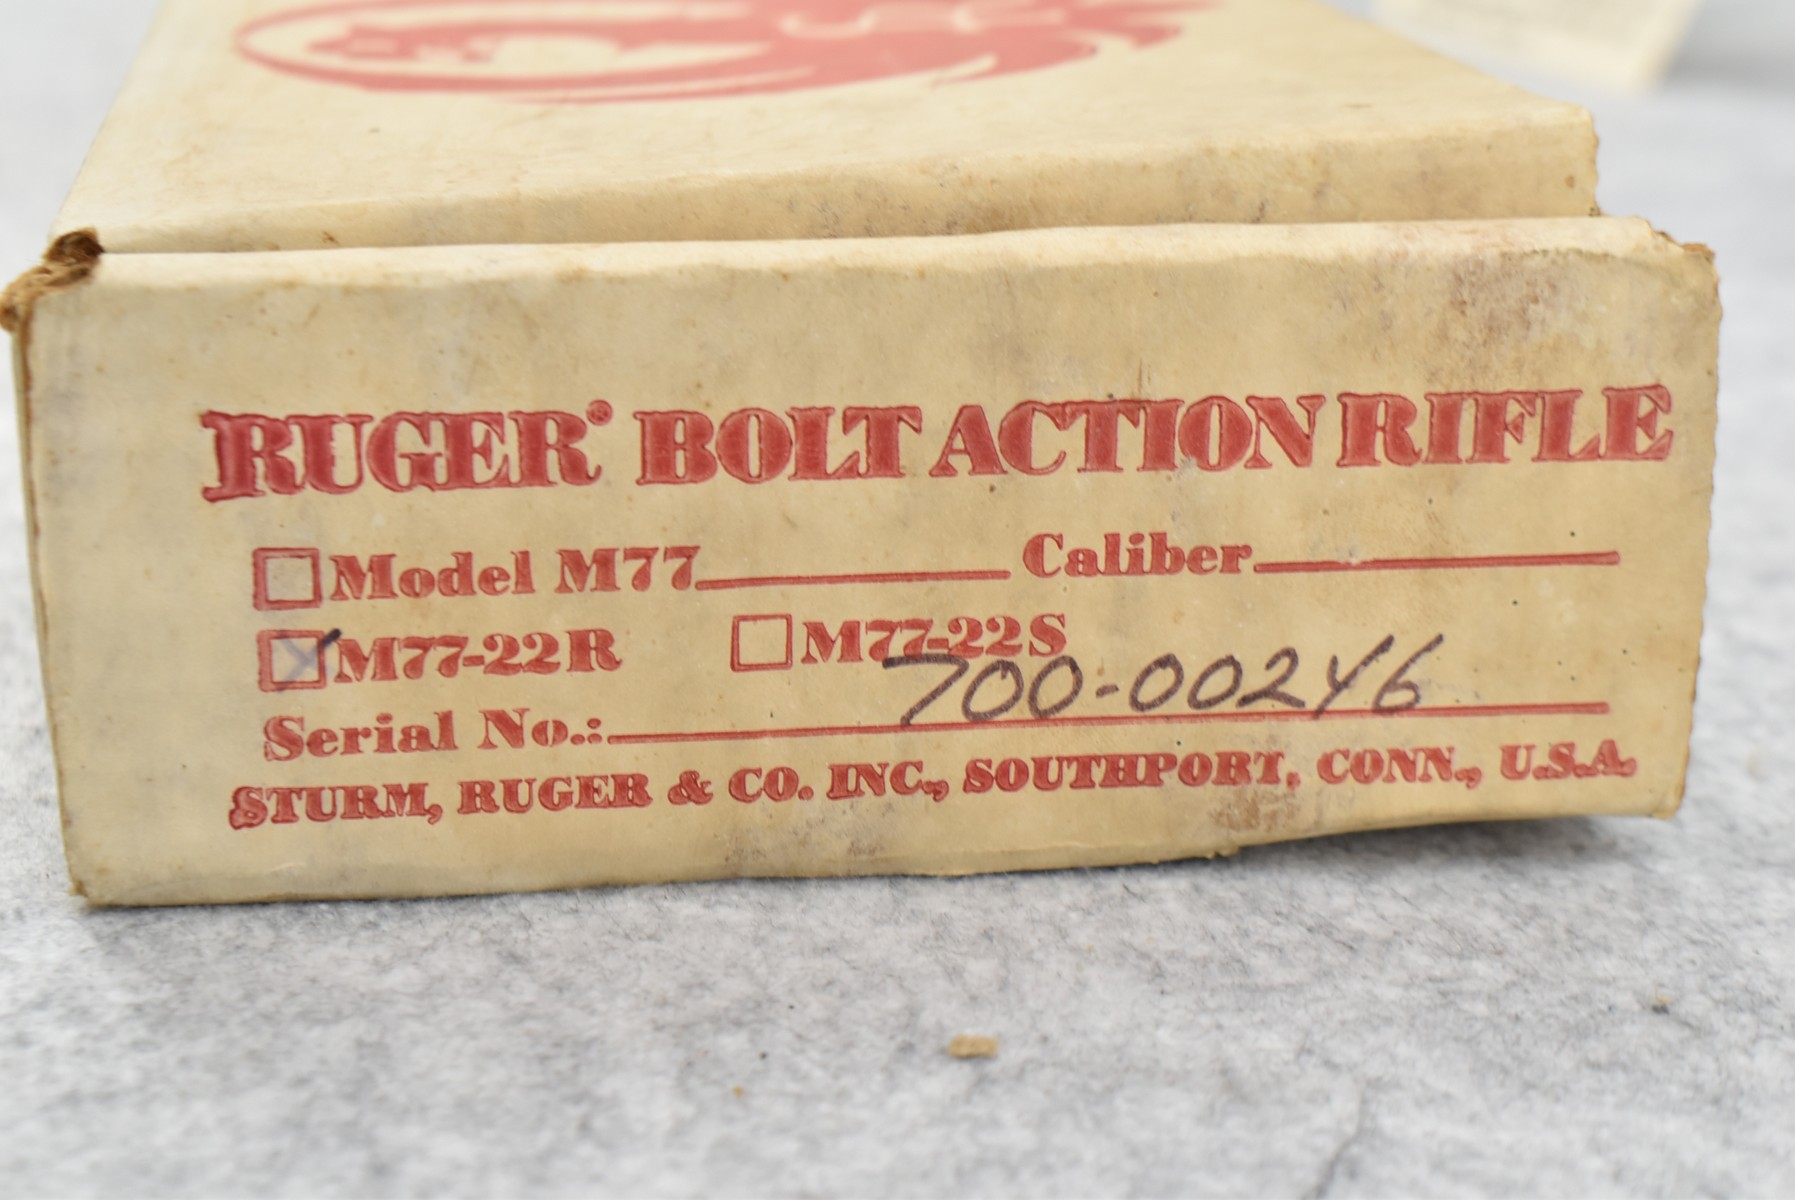 RUGER® BOLT ACTION RIFLE
Model M77 Caliber
M77-22R M77-22S
Serial No.: 700-00246
STURM, RUGER & CO. INC., SOUTHPORT, CONN., U.S.A.